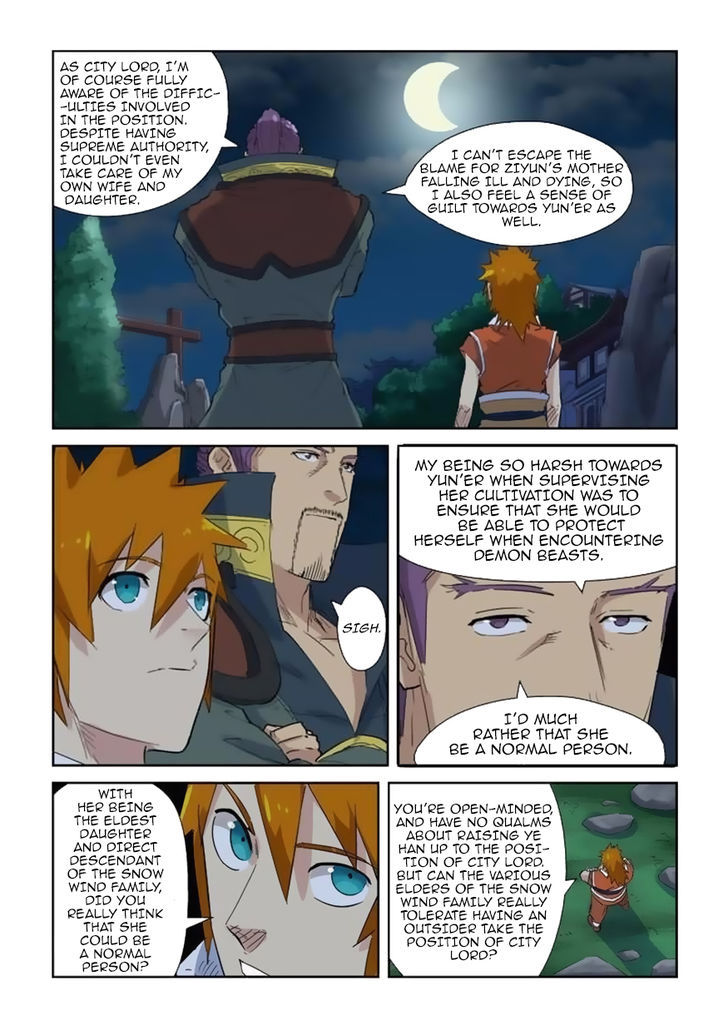 AS CITY LORD, I'M
OF COURSE FULLY
AWARE OF THE DIFFIC-
-ULTIES INVOLVED
IN THE POSITION.
DESPITE HAVING
SUPREME AUTHORITY,
I COULDN'T EVEN
TAKE CARE OF MY
OWN WIFE AND
DAUGHTER.
I CAN'T ESCAPE THE
BLAME FOR ZIYUN'S MOTHER
FALLING ILL AND DYING, SO
I ALSO FEEL A SENSE OF
GUILT TOWARDS YUN'ER AS
WELL.
SIGH.
MY BEING SO HARSH TOWARDS
YUN'ER WHEN SUPERVISING
HER CULTIVATION WAS TO
ENSURE THAT SHE WOULD
BE ABLE TO PROTECT
HERSELF WHEN ENCOUNTERING
DEMON BEASTS.
I'D MUCH
RATHER THAT SHE
BE A NORMAL PERSON.
WITH
HER BEING
THE ELDEST
DAUGHTER
AND DIRECT
DESCENDANT
OF THE SNOW
WIND FAMILY,
DID YOU
REALLY THINK
THAT SHE
COULD BE
A NORMAL
PERSON?
YOU'RE OPEN-MINDED,
AND HAVE NO QUALMS
ABOUT RAISING YE
HAN UP TO THE POSI-
TION OF CITY LORD.
BUT CAN THE VARIOUS
ELDERS OF THE SNOW
WIND FAMILY REALLY
TOLERATE HAVING AN
OUTSIDER TAKE THE
POSITION OF CITY
LORD?